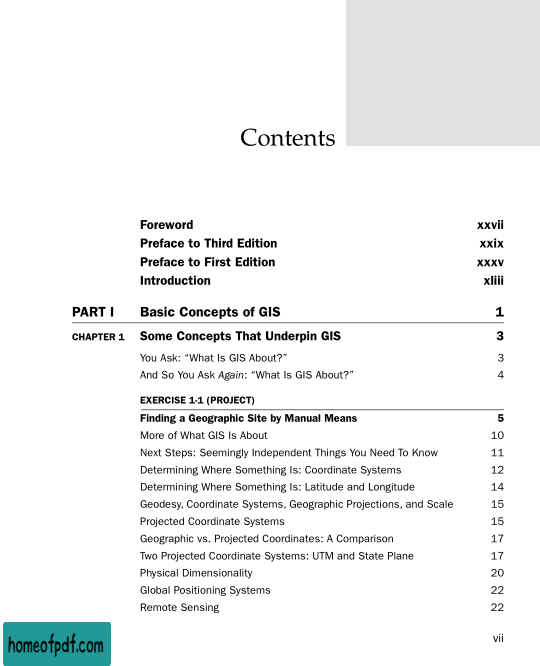 Contents
Foreword xxvii
Preface to Third Edition xxix
Preface to First Edition xxxv
Introduction xliii
PART I Basic Concepts of GIS 1
CHAPTER 1 Some Concepts That Underpin GIS 3
You Ask: “What Is GIS About?” 3
And So You Ask Again: “What Is GIS About?” 4
EXERCISE 1-1 (PROJECT)
Finding a Geographic Site by Manual Means 5
More of What GIS Is About 10
Next Steps: Seemingly Independent Things You Need To Know 11
Determining Where Something Is: Coordinate Systems 12
Determining Where Something Is: Latitude and Longitude 14
Geodesy, Coordinate Systems, Geographic Projections, and Scale 15
Projected Coordinate Systems 15
Geographic vs. Projected Coordinates: A Comparison 17
Two Projected Coordinate Systems: UTM and State Plane 17
Physical Dimensionality 20
Global Positioning Systems 22
Remote Sensing 22
vii
homeofpdf.com